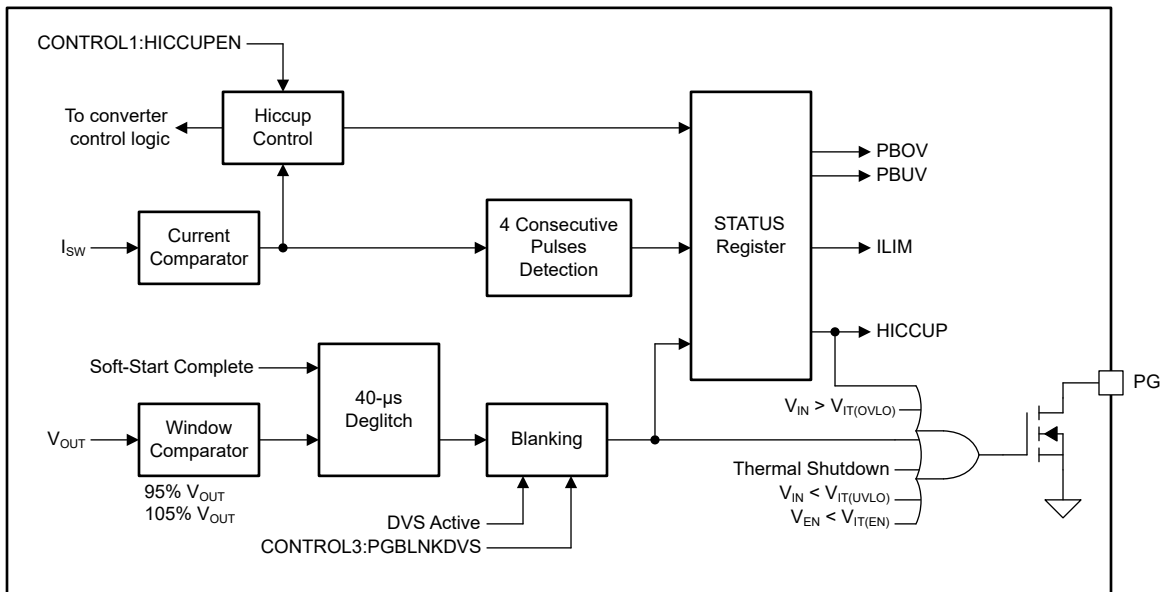 CONTROL1:HICCUPEN
To converter
control logic
Hiccup
Control
PBOV
PBUV
4 Consecutive
Pulses
Detection
STATUS
Register
I_SW
Current
Comparator
ILIM
HICCUP
Soft-Start Complete
40-µs
Deglitch
PG
V_IN > V_IT(OVLO)
V_OUT
Window
Comparator
Blanking
Thermal Shutdown
95% V_OUT
105% V_OUT
V_IN < V_IT(UVLO)
V_EN < V_IT(EN)
DVS Active
CONTROL3:PGBLNKDVS